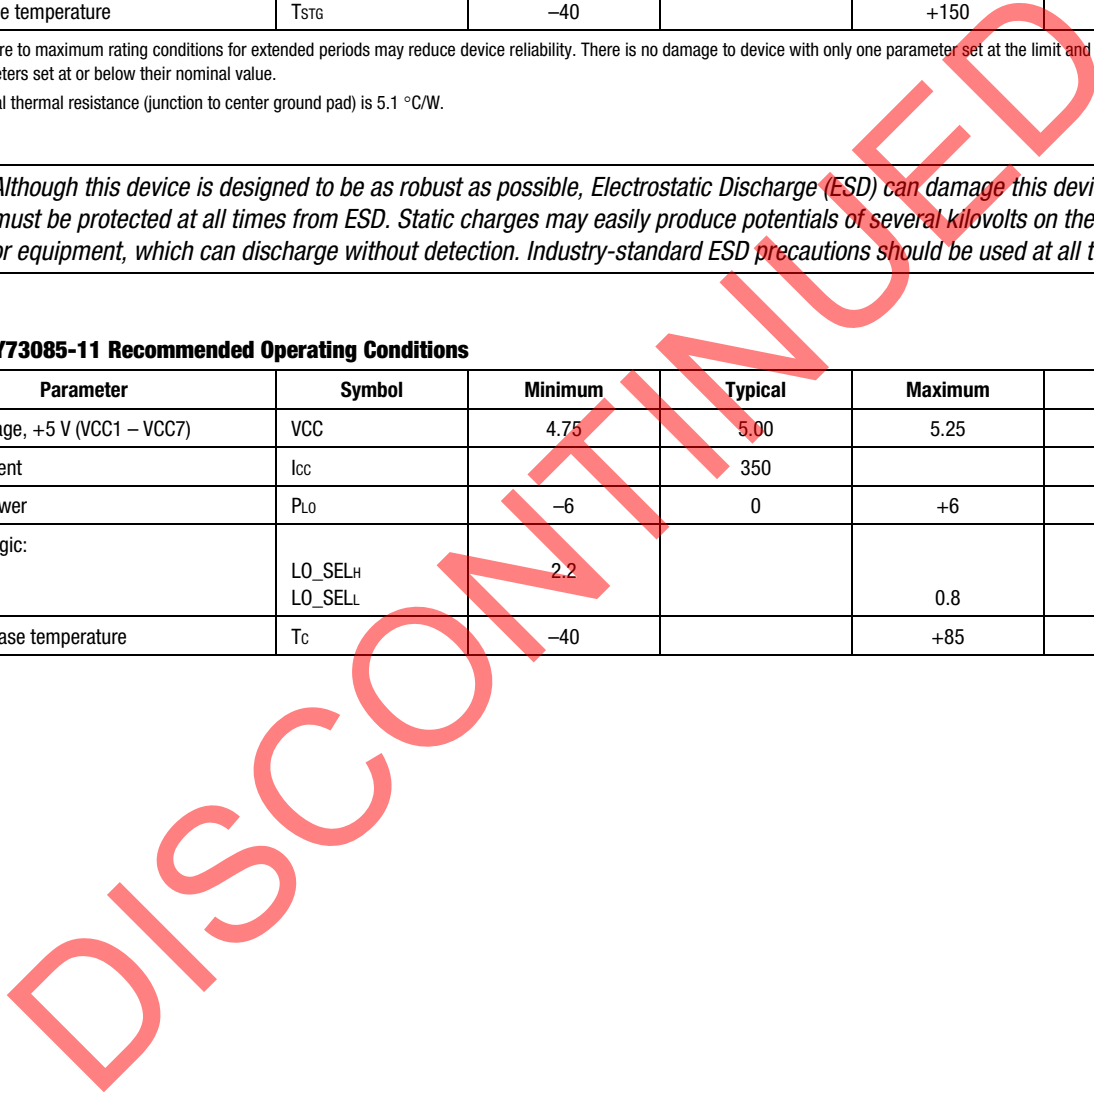 e temperature TSTG –40 +150
re to maximum rating conditions for extended periods may reduce device reliability. There is no damage to device with only one parameter set at the limit and
ters set at or below their nominal value.
al thermal resistance (junction to center ground pad) is 5.1 °C/W.
Although this device is designed to be as robust as possible, Electrostatic Discharge (ESD) can damage this devi
must be protected at all times from ESD. Static charges may easily produce potentials of several kilovolts on the
or equipment, which can discharge without detection. Industry-standard ESD precautions should be used at all t
Y73085-11 Recommended Operating Conditions
Parameter Symbol Minimum Typical Maximum
age, +5 V (VCC1 – VCC7) VCC 4.75 5.00 5.25
ent ICC 350
wer PLO –6 0 +6
gic:
LO_SELH 2.2
LO_SELL 0.8
ase temperature TC –40 +85
DISCONTINUED